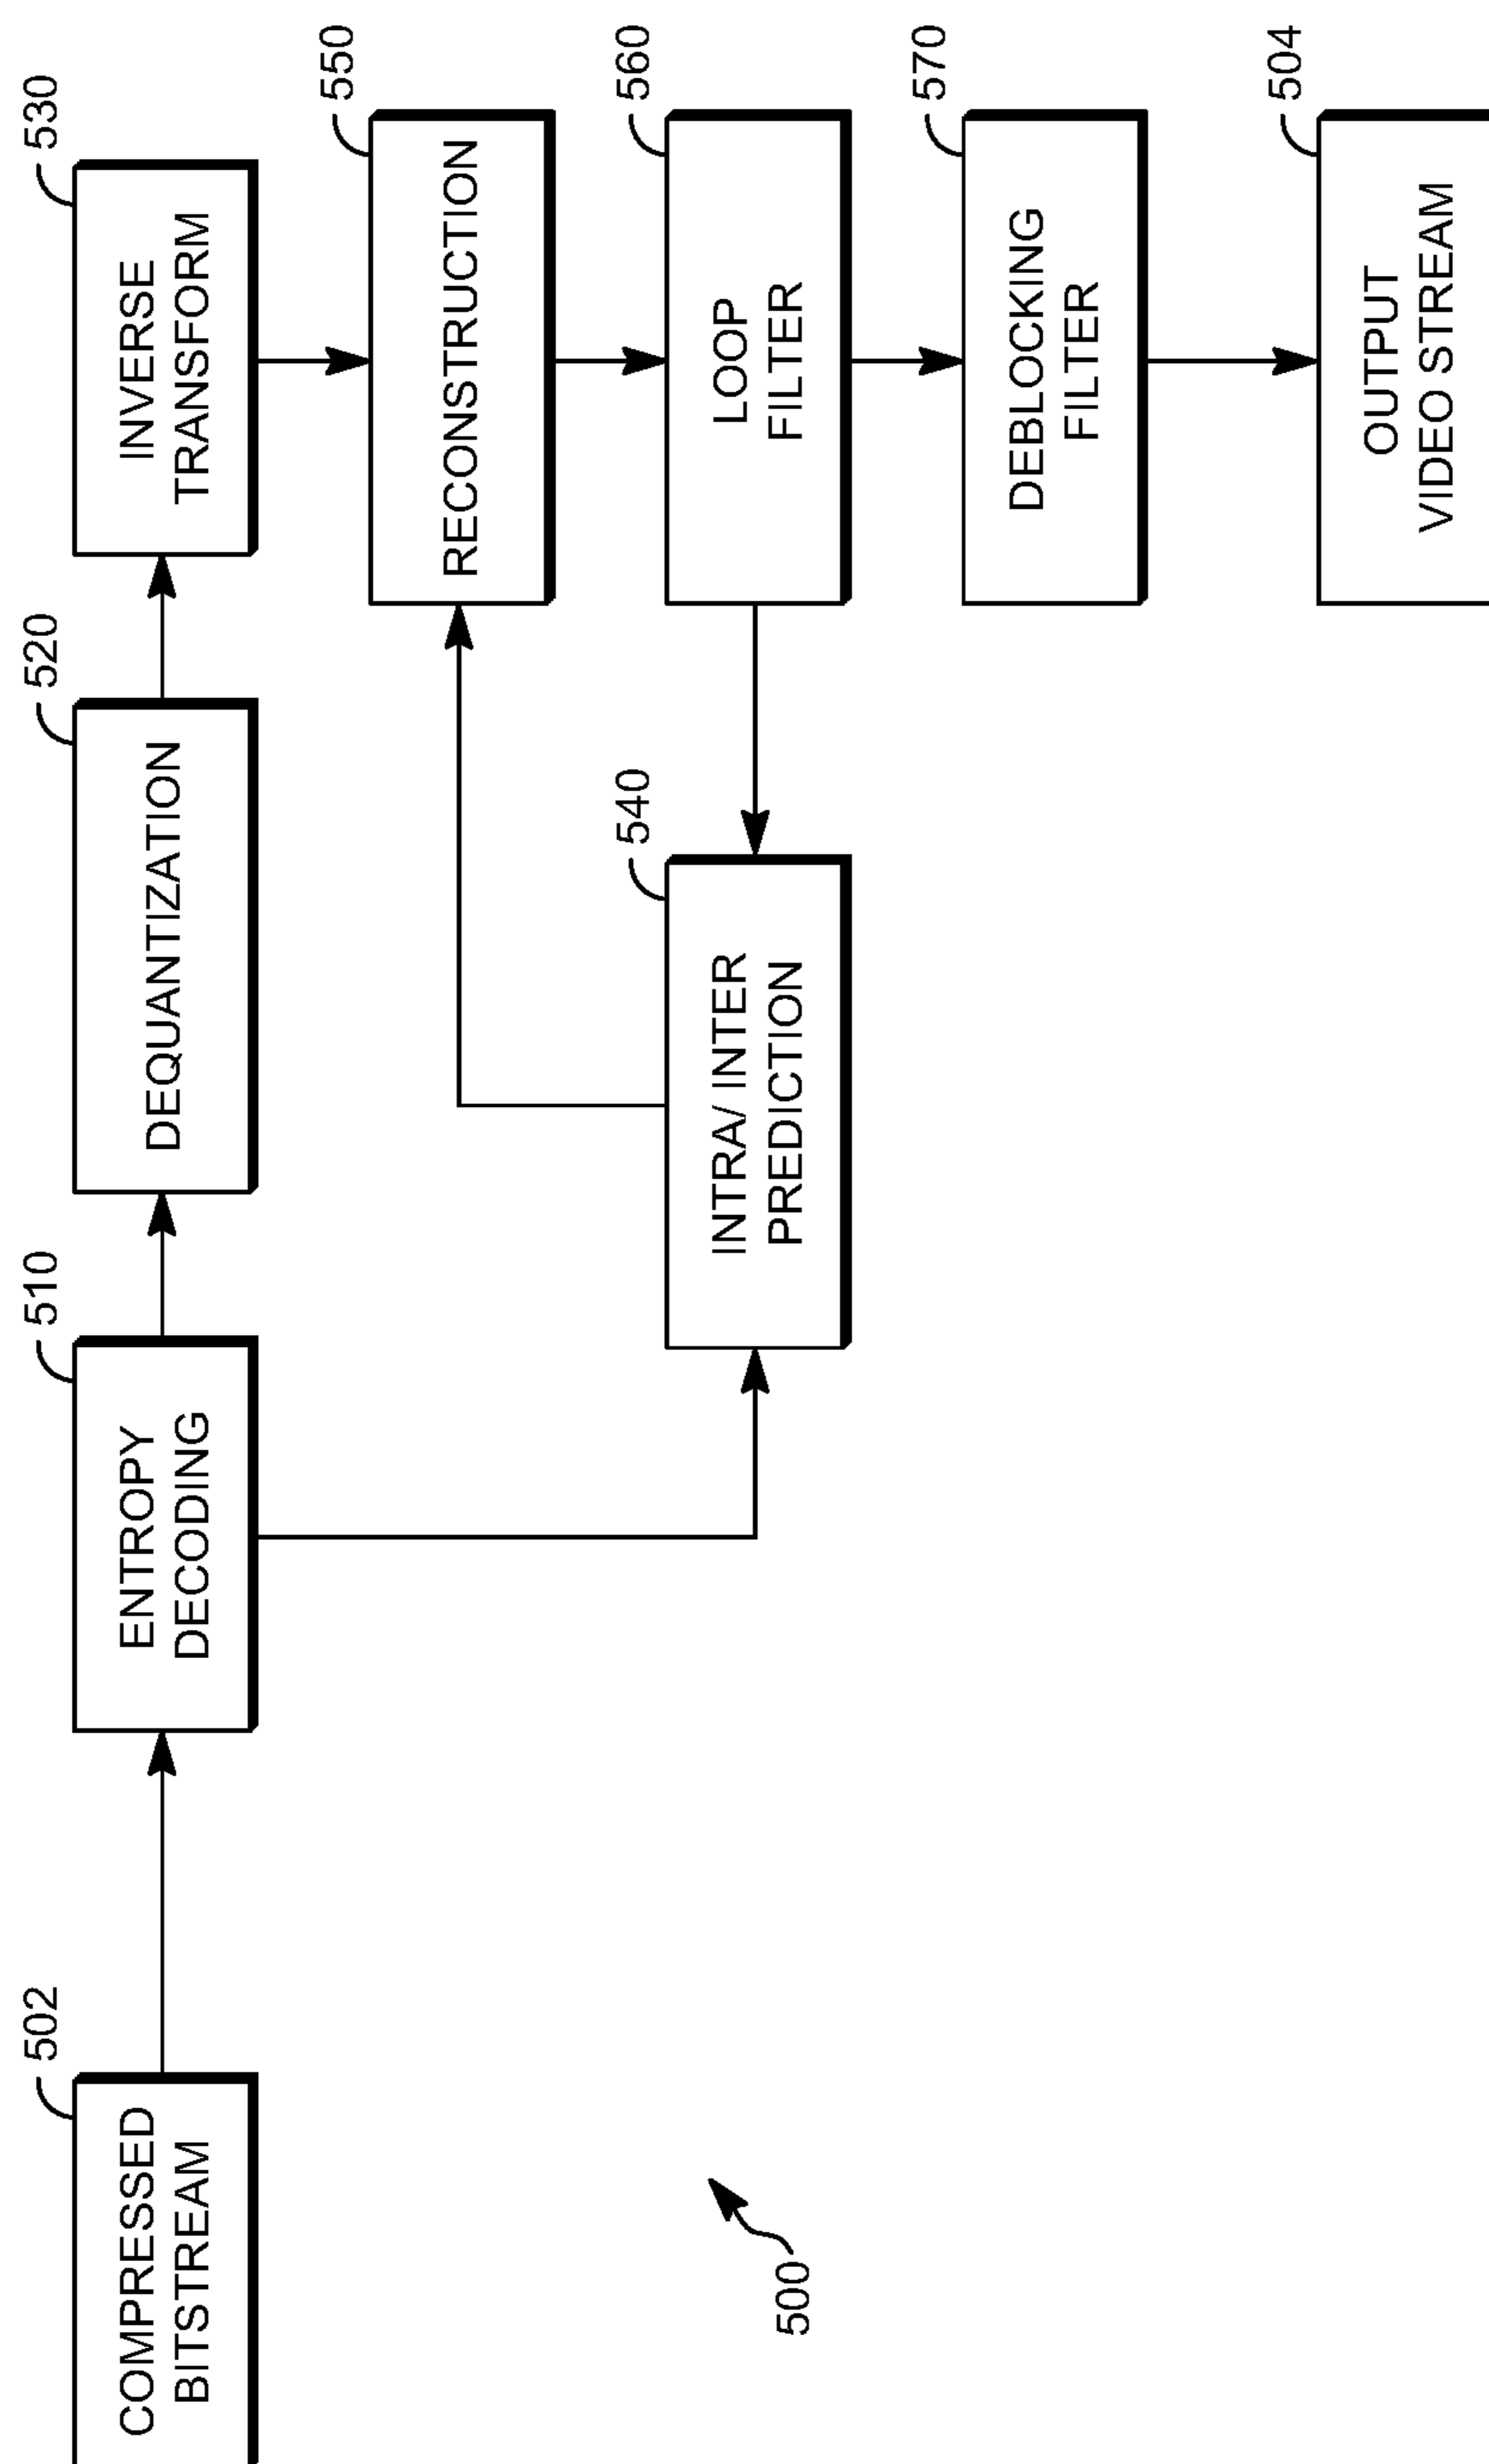 502
COMPRESSED
BITSTREAM
510
ENTROPY
DECODING
520
DEQUANTIZATION
530
INVERSE
TRANSFORM
550
RECONSTRUCTION
540
INTRA/ INTER
PREDICTION
560
LOOP
FILTER
570
DEBLOCKING
FILTER
500
504
OUTPUT
VIDEO STREAM